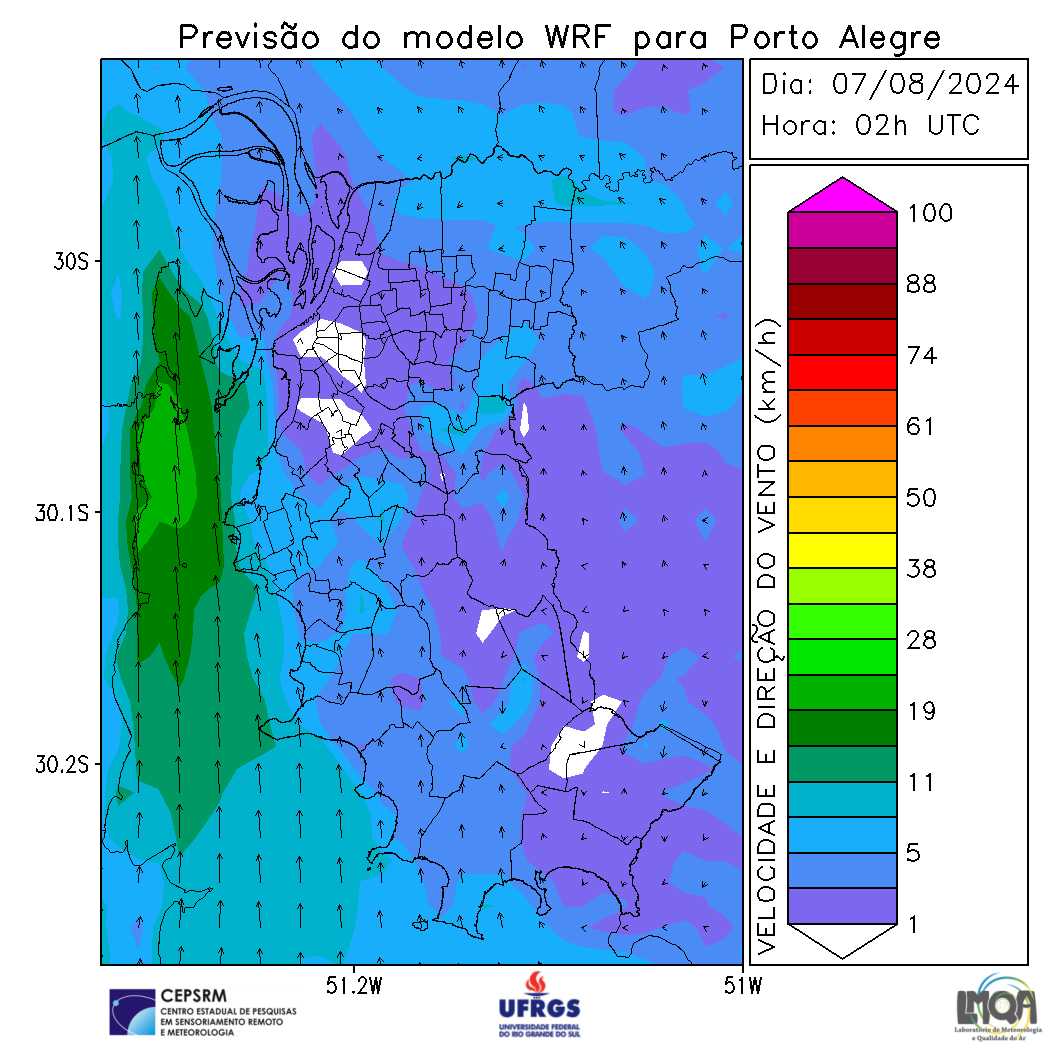 Previsão do modelo WRF para Porto Alegre
Dia: 07/08/2024
Hora: 02h UTC
30S
30.1S
30.2S
51.2W
51W
VELOCIDADE E DIREÇÃO DO VENTO (km/h)
100
88
74
61
50
38
28
19
11
5
1
CEPSRM
CENTRO ESTADUAL DE PESQUISAS
EM SENSORIAMENTO REMOTO
E METEOROLOGIA
UFRGS
UNIVERSIDADE FEDERAL
DO RIO GRANDE DO SUL
LMQA
Laboratório de Meteorologia
e Qualidade do Ar